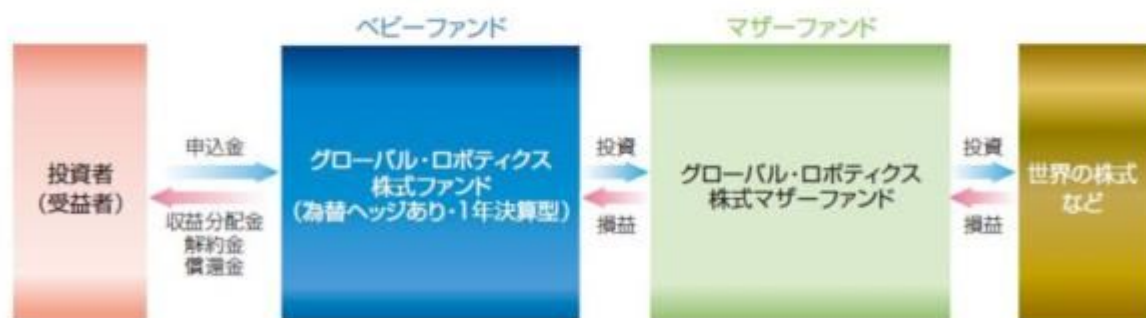 ベビーファンド
マザーファンド
投資者
(受益者)
申込金
収益分配金
解約金
償還金
グローバル・ロボティクス
株式ファンド
(為替ヘッジあり・1年決算型)
投資
損益
グローバル・ロボティクス
株式マザーファンド
投資
損益
世界の株式
など